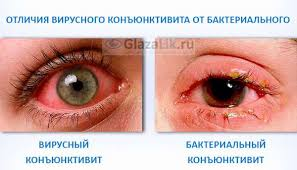 ОТЛИЧИЯ ВИРУСНОГО КОНЪЮНКТИВИТА ОТ БАКТЕРИАЛЬНОГО
GlazaLik.ru
ВИРУСНЫЙ
КОНЪЮНКТИВИТ
БАКТЕРИАЛЬНЫЙ
КОНЪЮНКТИВИТ